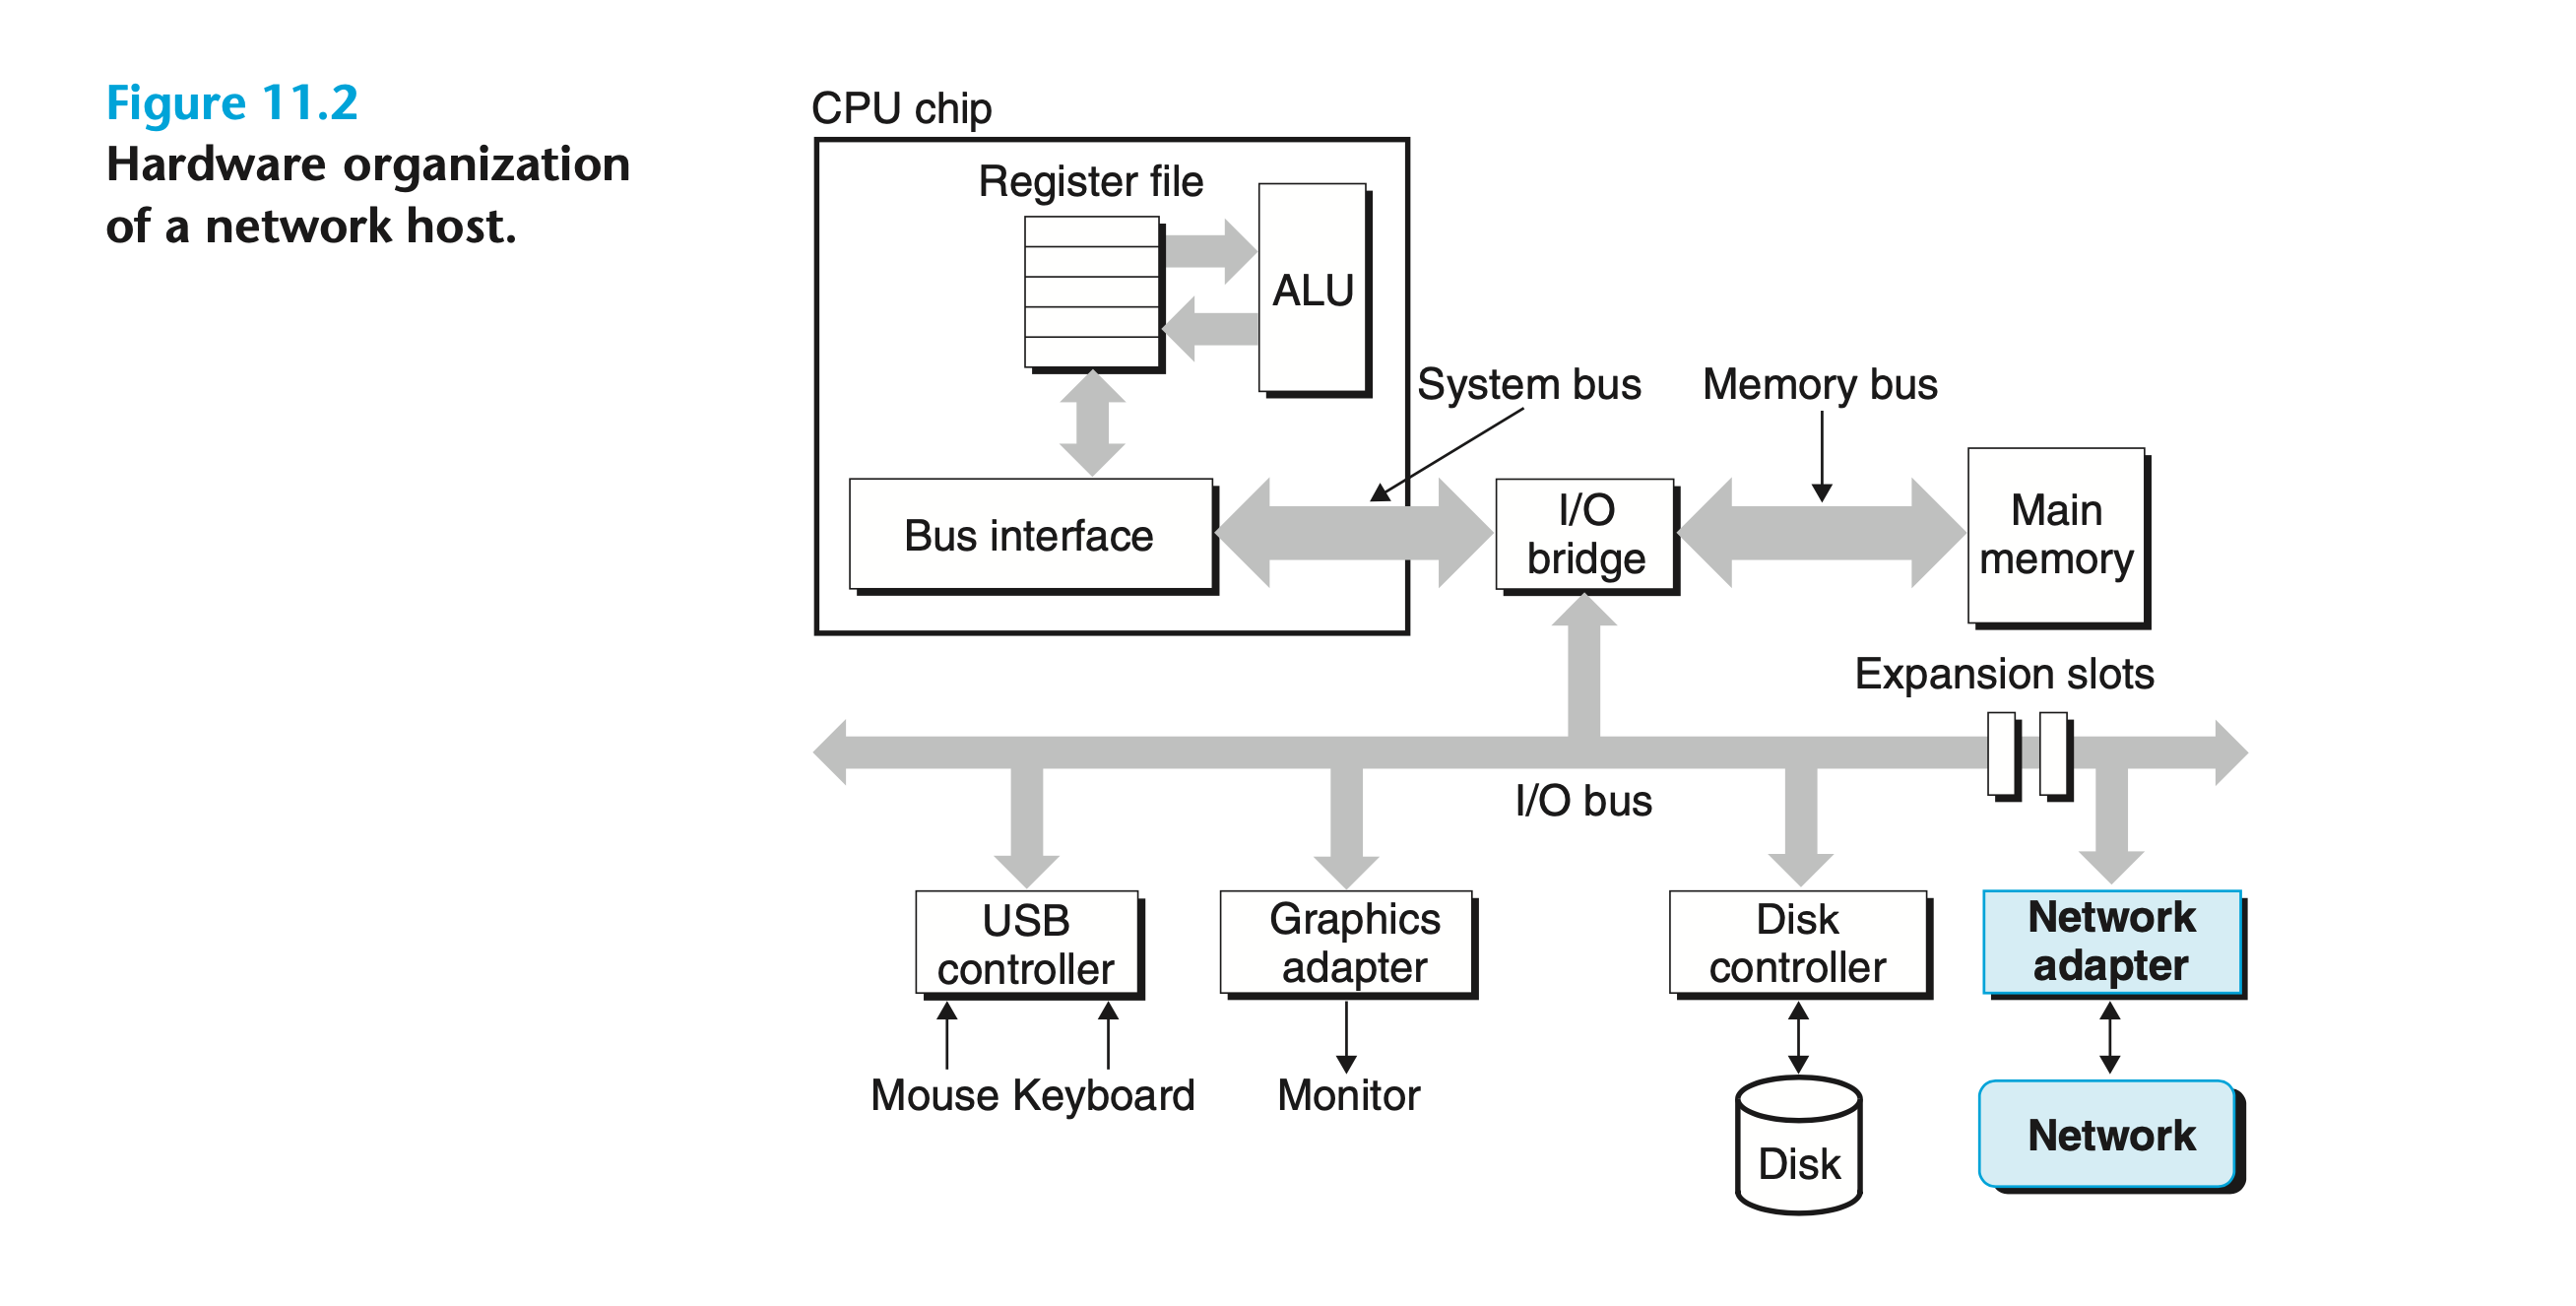 Figure 11.2
Hardware organization
of a network host.
CPU chip
Register file
ALU
System bus
Memory bus
Bus interface
I/O
bridge
Main
memory
Expansion slots
I/O bus
USB
controller
Graphics
adapter
Disk
controller
Network
adapter
Mouse Keyboard
Monitor
Disk
Network